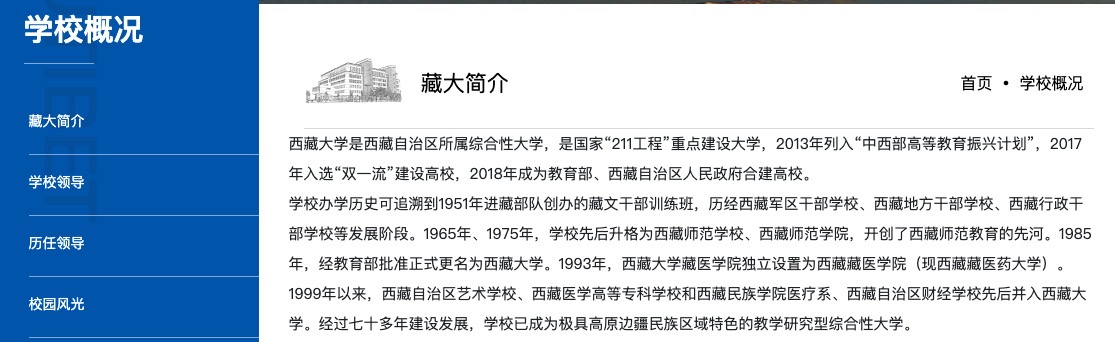 学校概况
藏大简介
学校领导
历任领导
校园风光
藏大简介
首页 • 学校概况
西藏大学是西藏自治区所属综合性大学，是国家“211工程”重点建设大学，2013年列入“中西部高等教育振兴计划”，2017
年入选“双一流”建设高校，2018年成为教育部、西藏自治区人民政府合建高校。
学校办学历史可追溯到1951年进藏部队创办的藏文干部训练班，历经西藏军区干部学校、西藏地方干部学校、西藏行政干
部学校等发展阶段。1965年、1975年，学校先后升格为西藏师范学校、西藏师范学院，开创了西藏师范教育的先河。1985
年，经教育部批准正式更名为西藏大学。1993年，西藏大学藏医学院独立设置为西藏藏医学院（现西藏藏医药大学）。
1999年以来，西藏自治区艺术学校、西藏医学高等专科学校和西藏民族学院医疗系、西藏自治区财经学校先后并入西藏大
学。经过七十多年建设发展，学校已成为极具高原边疆民族区域特色的教学研究型综合性大学。